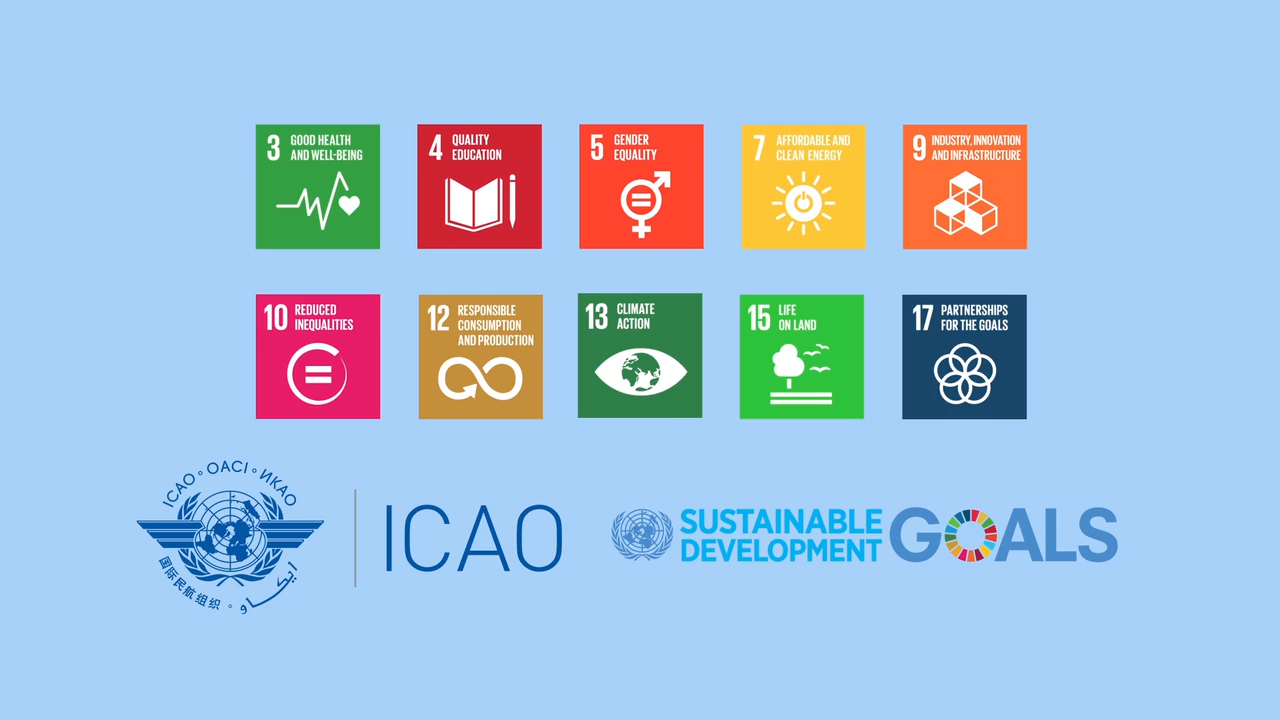 3 GOOD HEALTH
AND WELL-BEING
4 QUALITY
EDUCATION
5 GENDER
EQUALITY
7 AFFORDABLE AND
CLEAN ENERGY
9 INDUSTRY, INNOVATION
AND INFRASTRUCTURE
10 REDUCED
INEQUALITIES
12 RESPONSIBLE
CONSUMPTION
AND PRODUCTION
13 CLIMATE
ACTION
15 LIFE
ON LAND
17 PARTNERSHIPS
FOR THE GOALS
ICAO ° OACI ° ИКАО
国际民航组织 ° ايكاو
ICAO
SUSTAINABLE
DEVELOPMENT
GOALS